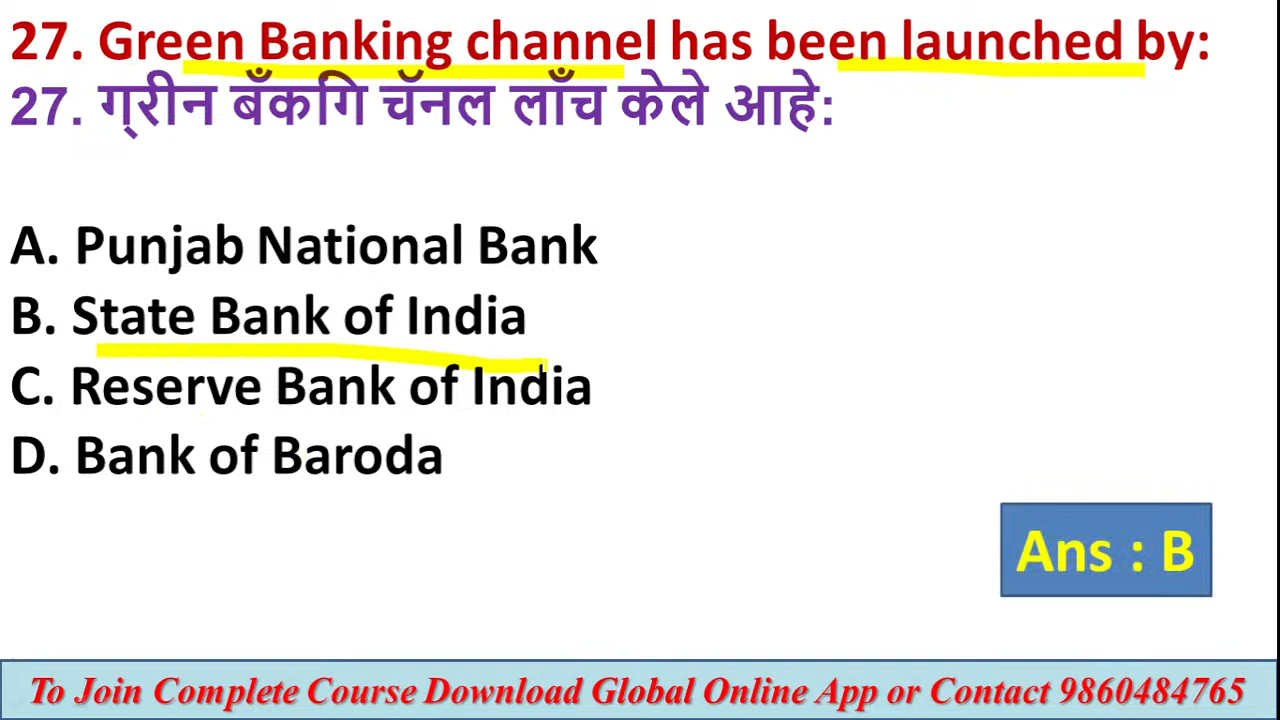 27. Green Banking channel has been launched by:
27. ग्रीन बँकिंग चॅनल लाँच केले आहे:
A. Punjab National Bank
B. State Bank of India
C. Reserve Bank of India
D. Bank of Baroda
Ans : B
To Join Complete Course Download Global Online App or Contact 9860484765